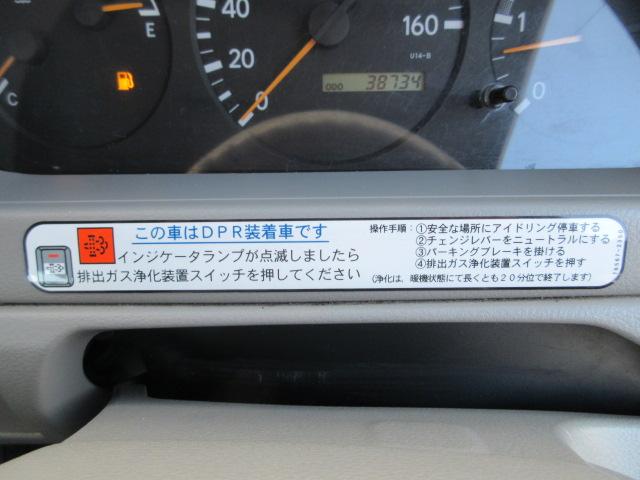 E
C
40
20
0
160
U14-B
ODO 38734
1
0
この車はDPR装着車です
インジケータランプが点滅しましたら
排出ガス浄化装置スイッチを押してください
操作手順：①安全な場所にアイドリング停車する
②チェンジレバーをニュートラルにする
③パーキングブレーキを掛ける
④排出ガス浄化装置スイッチを押す
（浄化は、暖機状態にて長くとも20分位で終了します）